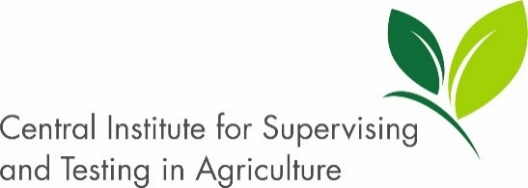 Central Institute for Supervising
and Testing in Agriculture